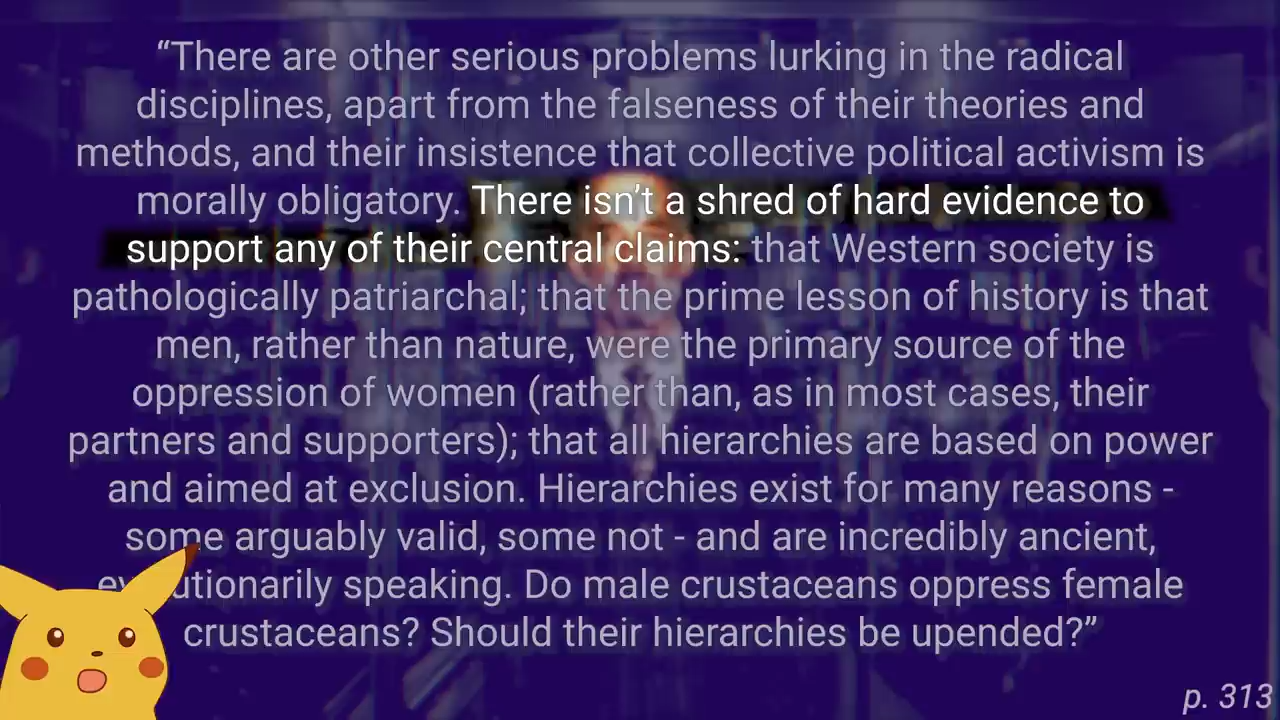 “There are other serious problems lurking in the radical
disciplines, apart from the falseness of their theories and
methods, and their insistence that collective political activism is
morally obligatory. There isn’t a shred of hard evidence to
support any of their central claims: that Western society is
pathologically patriarchal; that the prime lesson of history is that
men, rather than nature, were the primary source of the
oppression of women (rather than, as in most cases, their
partners and supporters); that all hierarchies are based on power
and aimed at exclusion. Hierarchies exist for many reasons -
some arguably valid, some not - and are incredibly ancient,
speaking. Do male crustaceans oppress female
crustaceans? Should their hierarchies be upended?”
p. 313